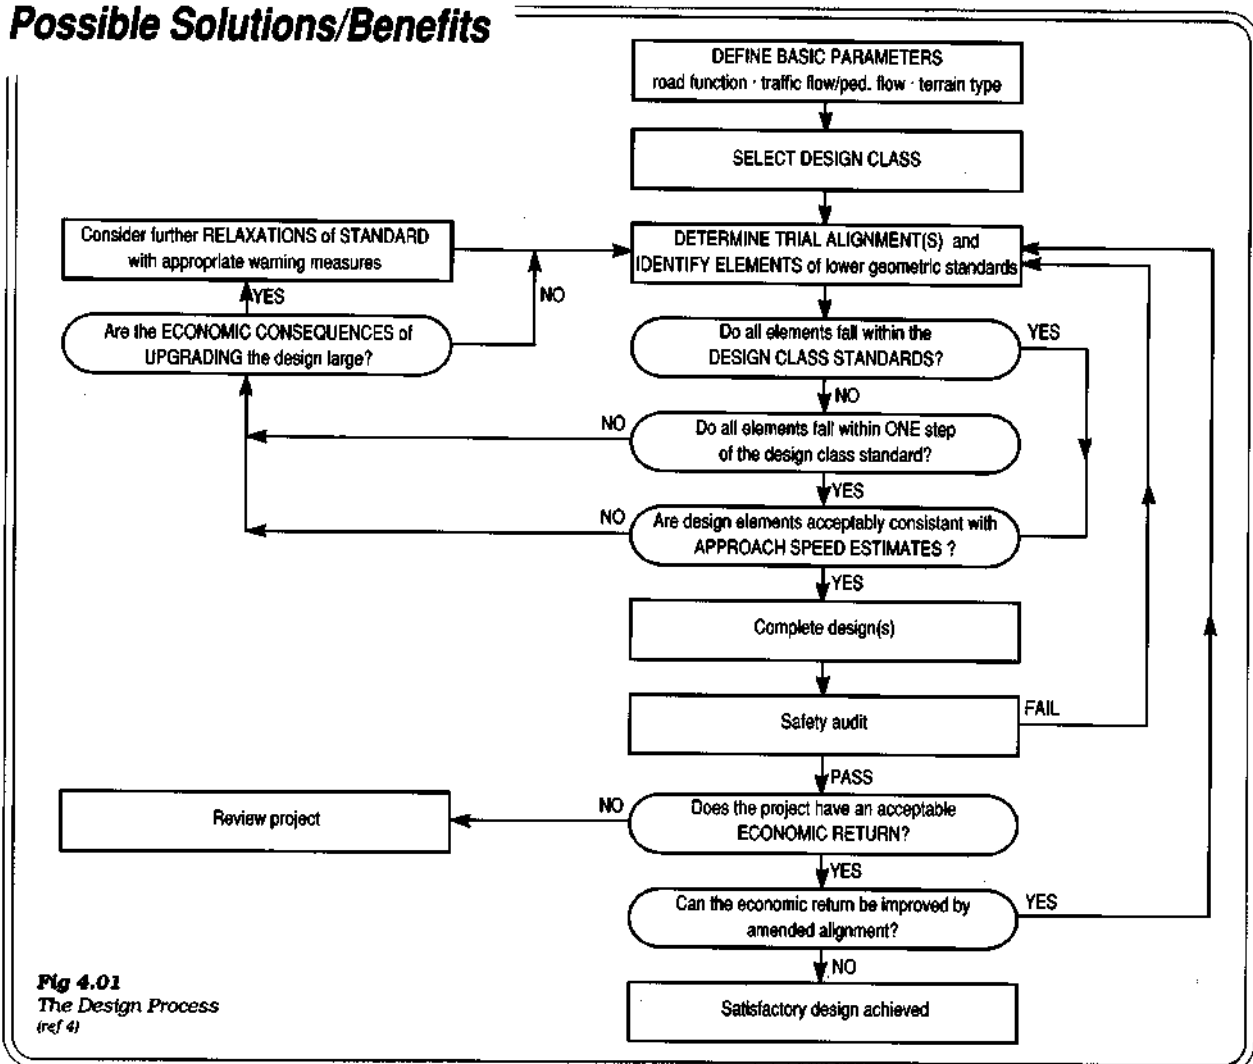 Possible Solutions/Benefits
DEFINE BASIC PARAMETERS
road function · traffic flow/ped. flow · terrain type
SELECT DESIGN CLASS
Consider further RELAXATIONS of STANDARD
with appropriate warning measures
DETERMINE TRIAL ALIGNMENT(S) and
IDENTIFY ELEMENTS of lower geometric standards
YES
NO
Are the ECONOMIC CONSEQUENCES of
UPGRADING the design large?
Do all elements fall within the
DESIGN CLASS STANDARDS?
YES
NO
NO
Do all elements fall within ONE step
of the design class standard?
YES
NO
Are design elements acceptably consistant with
APPROACH SPEED ESTIMATES ?
YES
Complete design(s)
Safety audit
FAIL
PASS
Review project
NO
Does the project have an acceptable
ECONOMIC RETURN?
YES
Can the economic return be improved by
amended alignment?
YES
NO
Satisfactory design achieved
Fig 4.01
The Design Process
(ref 4)